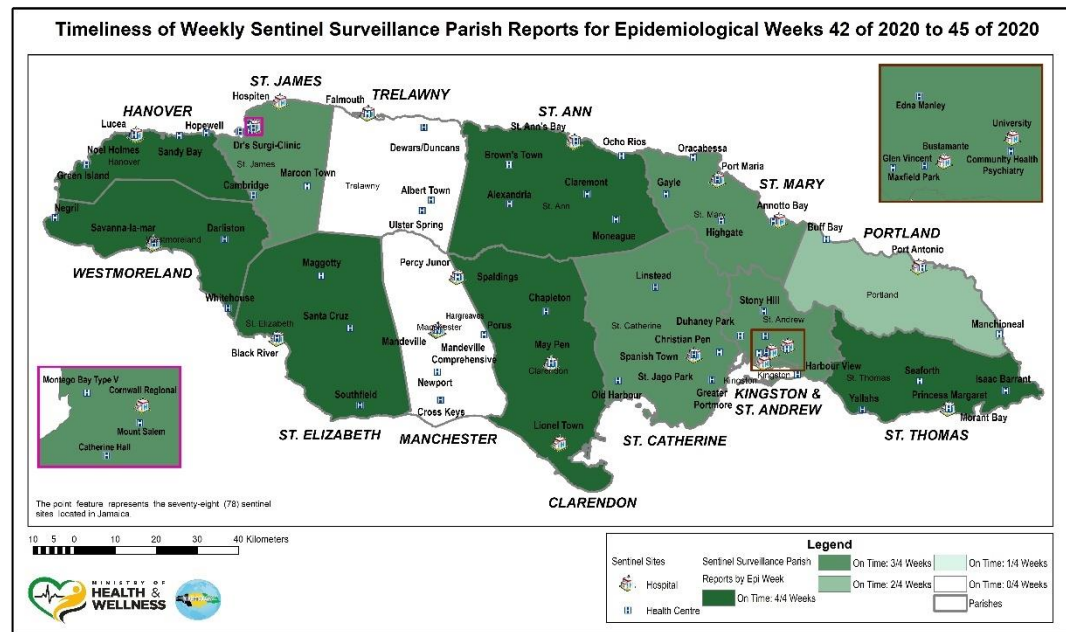 Timeliness of Weekly Sentinel Surveillance Parish Reports for Epidemiological Weeks 42 of 2020 to 45 of 2020
ST. JAMES
Hospiten
TRELAWNY
Falmouth
HANOVER
Lucea
Hopewell
Noel Holmes
Hanover
Sandy Bay
Green Island
Dr's Surgi-Clinic
St. James
Maroon Town
Cambridge
Dewars/Duncans
Trelawny
Albert Town
Ulster Spring
ST. ANN
St. Ann's Bay
Ocho Rios
Brown's Town
Alexandria
Claremont
St. Ann
Moneague
Oracabessa
Port Maria
Gayle
ST. MARY
St. Mary
Highgate
Annotto Bay
Buff Bay
PORTLAND
Port Antonio
Portland
Manchioneal
Edna Manley
University
Bustamante
Glen Vincent
Community Health
Psychiatry
Maxfield Park
Negril
Savanna-la-mar
Darliston
WESTMORELAND
Whitehouse
Maggotty
St. Elizabeth
Santa Cruz
Black River
Southfield
ST. ELIZABETH
Percy Junor
Spaldings
Hargreaves
Manchester
Mandeville
Mandeville
Comprehensive
Porus
Newport
Cross Keys
MANCHESTER
Chapleton
May Pen
Clarendon
Lionel Town
CLARENDON
Linstead
St. Catherine
Duhaney Park
Christian Pen
Spanish Town
St. Jago Park
Old Harbour
Greater
Portmore
ST. CATHERINE
Stony Hill
St. Andrew
Kingston
Kingston
Harbour View
KINGSTON &
ST. ANDREW
St. Thomas
Seaforth
Isaac Barrant
Princess Margaret
Yallahs
Morant Bay
ST. THOMAS
Montego Bay Type V
Cornwall Regional
Mount Salem
Catherine Hall
The point feature represents the seventy-eight (78) sentinel
sites located in Jamaica.
10 5 0 10 20 30 40 Kilometers
MINISTRY OF
HEALTH &
WELLNESS
Legend
Sentinel Sites
Hospital
Health Centre
Sentinel Surveillance Parish
Reports by Epi Week
On Time: 4/4 Weeks
On Time: 3/4 Weeks
On Time: 2/4 Weeks
On Time: 1/4 Weeks
On Time: 0/4 Weeks
Parishes